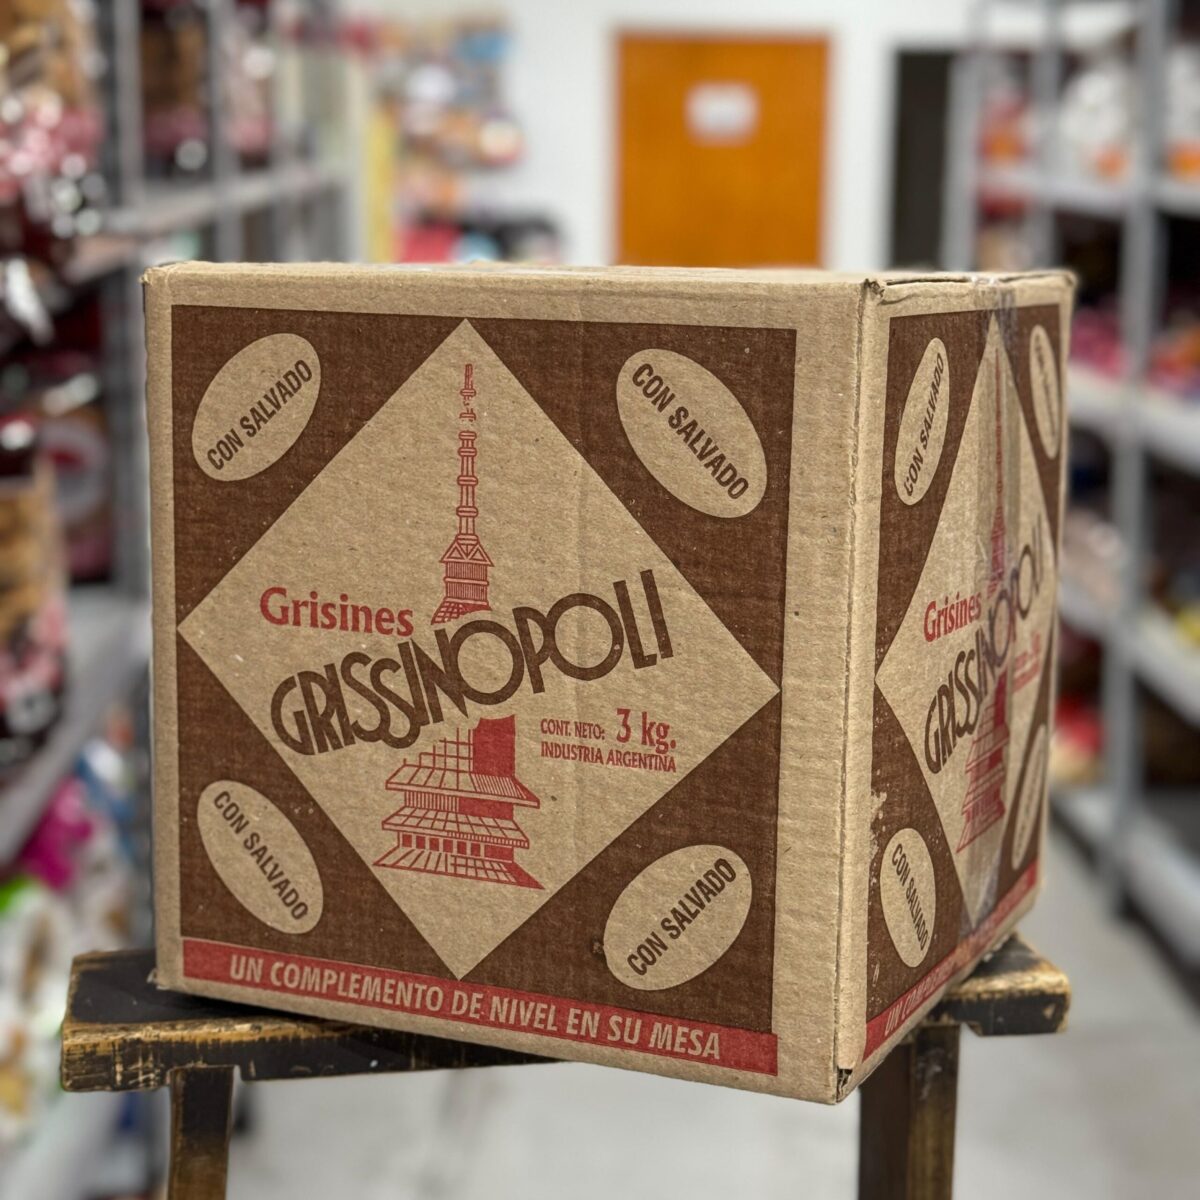 CON SALVADO
CON SALVADO
Grisines
GRISSINOPOLI
CONT. NETO: 3 kg.
INDUSTRIA ARGENTINA
CON SALVADO
CON SALVADO
UN COMPLEMENTO DE NIVEL EN SU MESA
CON SALVADO
Grisines
GRISSINOPOLI
CON SALVADO